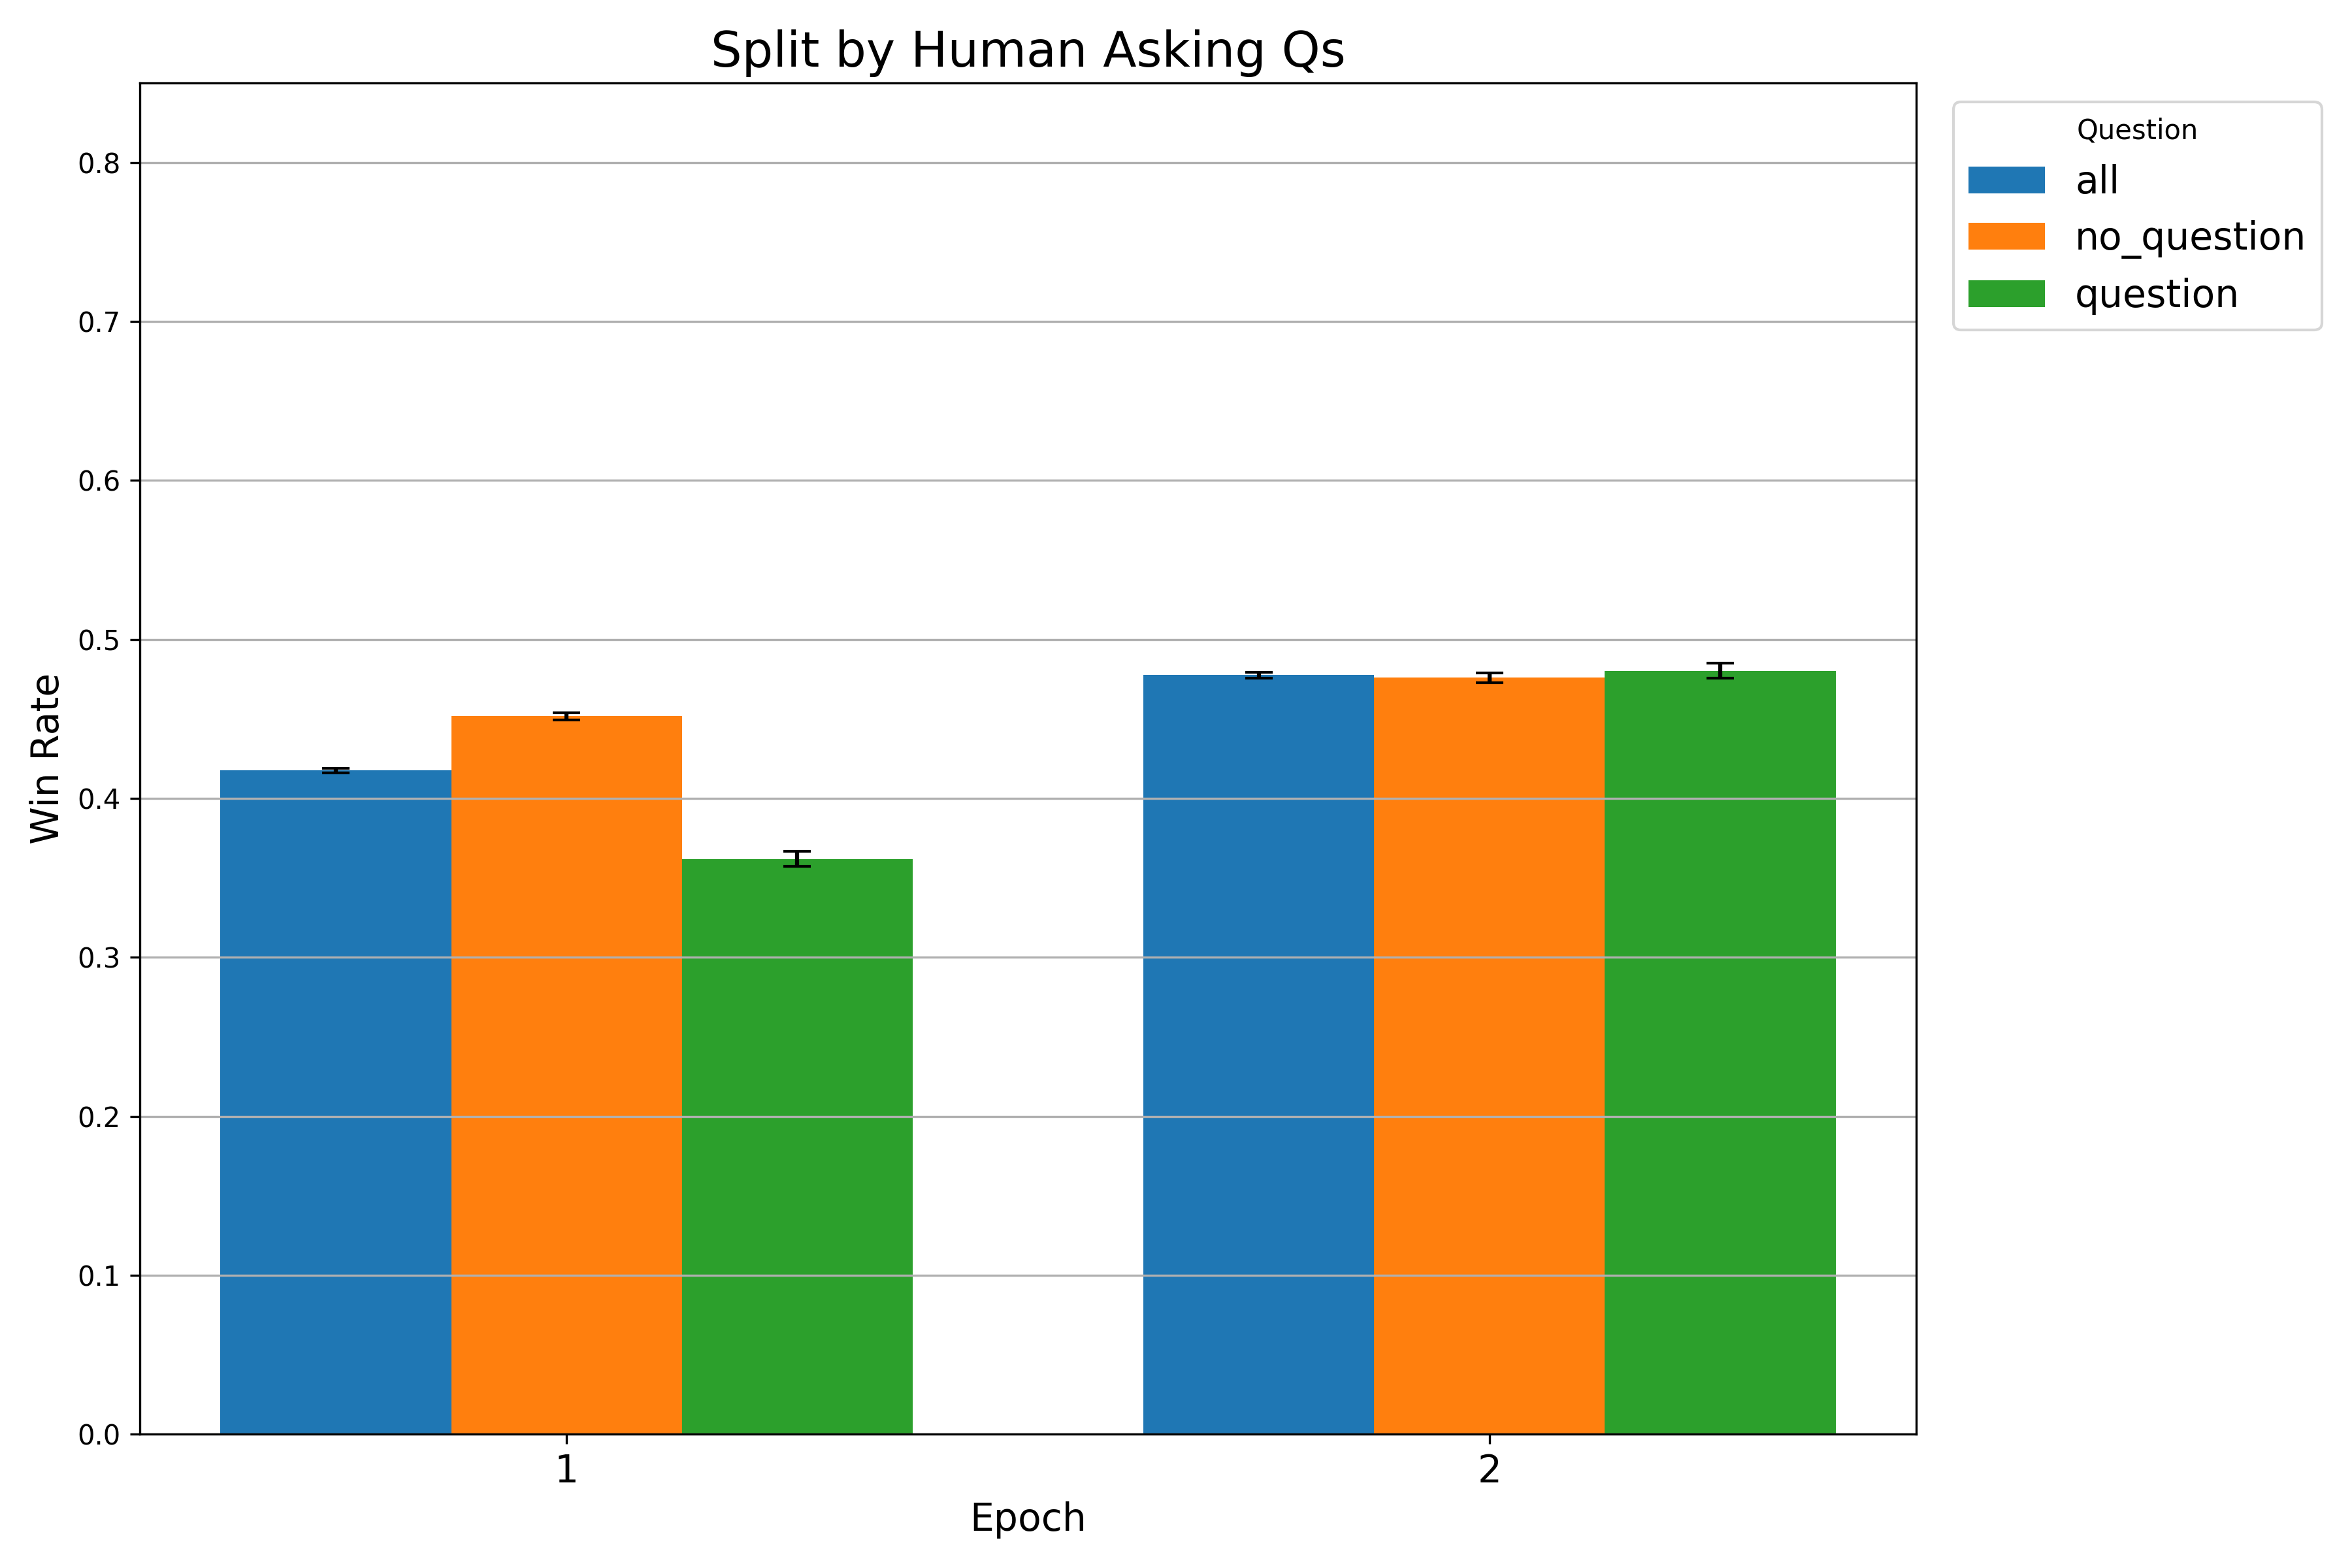 Split by Human Asking Qs
Question
all
no_question
question
0.8
0.7
0.6
0.5
0.4
0.3
0.2
0.1
0.0
Win Rate
1
2
Epoch